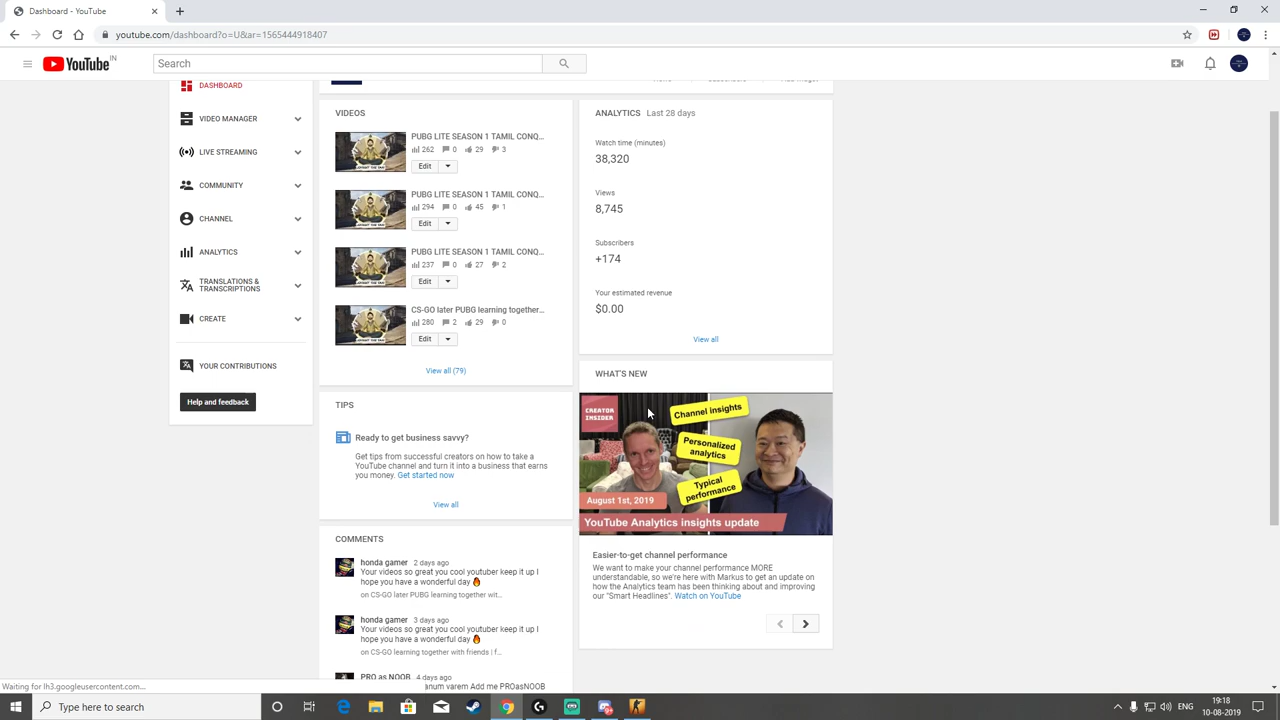 Dashboard - YouTube
youtube.com/dashboard?o=U&ar=1565444918407
YouTube IN
Search
DASHBOARD
VIDEO MANAGER
LIVE STREAMING
COMMUNITY
CHANNEL
ANALYTICS
TRANSLATIONS &
TRANSCRIPTIONS
CREATE
YOUR CONTRIBUTIONS
Help and feedback
VIDEOS
PUBG LITE SEASON 1 TAMIL CONQ...
262 0 29 3
Edit
PUBG LITE SEASON 1 TAMIL CONQ...
294 0 45 1
Edit
PUBG LITE SEASON 1 TAMIL CONQ...
237 0 27 2
Edit
CS-GO later PUBG learning together...
280 2 29 0
Edit
View all (79)
TIPS
Ready to get business savvy?
Get tips from successful creators on how to take a
YouTube channel and turn it into a business that earns
you money. Get started now
View all
COMMENTS
honda gamer 2 days ago
Your videos so great you cool youtuber keep it up I
hope you have a wonderful day 🔥
on CS-GO later PUBG learning together wit...
honda gamer 3 days ago
Your videos so great you cool youtuber keep it up I
hope you have a wonderful day 🔥
on CS-GO learning together with friends | f...
PRO as NOOB 4 days ago
anum varem Add me PROasNOOB
ANALYTICS Last 28 days
Watch time (minutes)
38,320
Views
8,745
Subscribers
+174
Your estimated revenue
$0.00
View all
WHAT'S NEW
CREATOR
INSIDER
Channel insights
Personalized
analytics
Typical
performance
August 1st, 2019
YouTube Analytics insights update
Easier-to-get channel performance
We want to make your channel performance MORE
understandable, so we're here with Markus to get an update on
how the Analytics team has been thinking about and improving
our "Smart Headlines". Watch on YouTube
Waiting for lh3.googleusercontent.com...
Type here to search
ENG
19:18
10-08-2019